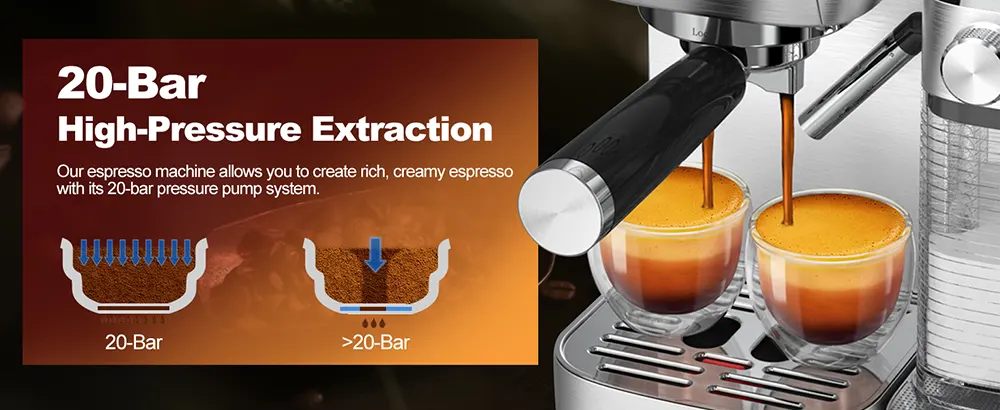 20-Bar
High-Pressure Extraction
Our espresso machine allows you to create rich, creamy espresso
with its 20-bar pressure pump system.
20-Bar
>20-Bar